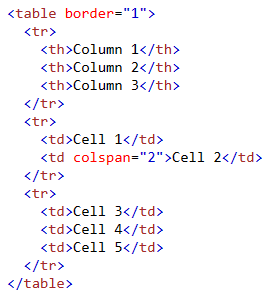 <table border="1">
  <tr>
    <th>Column 1</th>
    <th>Column 2</th>
    <th>Column 3</th>
  </tr>
  <tr>
    <td>Cell 1</td>
    <td colspan="2">Cell 2</td>
  </tr>
  <tr>
    <td>Cell 3</td>
    <td>Cell 4</td>
    <td>Cell 5</td>
  </tr>
</table>